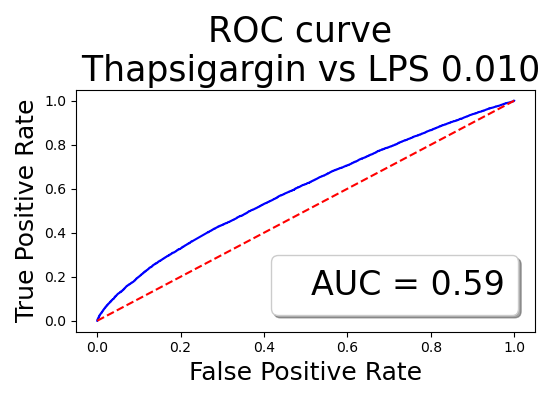 ROC curve
Thapsigargin vs LPS 0.010
True Positive Rate
1.0
0.8
0.6
0.4
0.2
0.0
AUC = 0.59
0.0 0.2 0.4 0.6 0.8 1.0
False Positive Rate